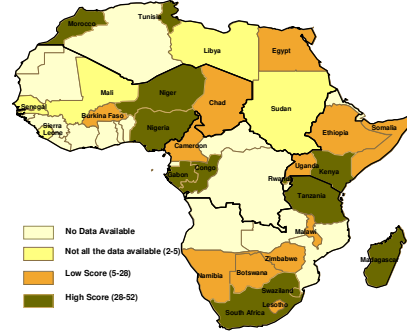 Tunisia
Morocco
Libya
Egypt
Mali
Niger
Senegal
Chad
Sudan
Burkina Faso
Sierra
Leone
Nigeria
Ethiopia
Somalia
Cameroon
Uganda
Gabon
Congo
Kenya
Rwanda
Tanzania
Malawi
Zimbabwe
Madagascar
Namibia
Botswana
Swaziland
Lesotho
South Africa
No Data Available
Not all the data available (2-5)
Low Score (5-28)
High Score (28-52)